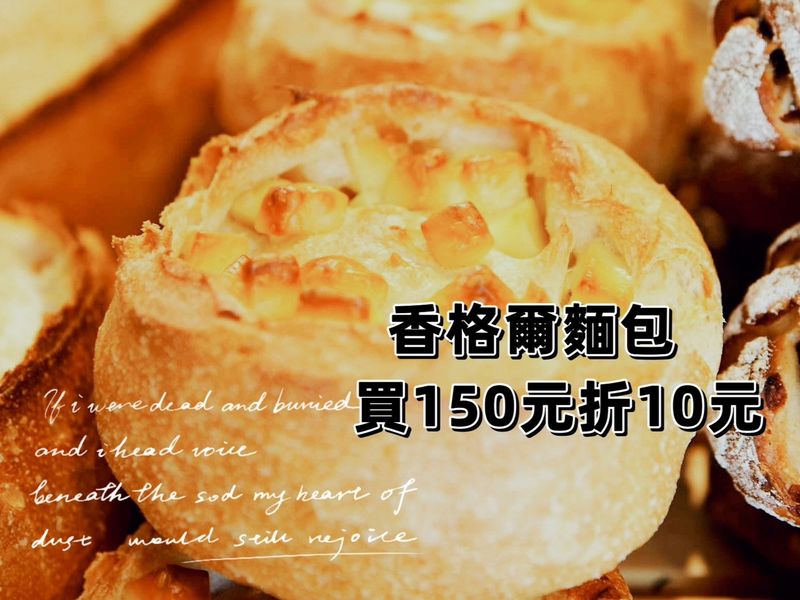 香格爾麵包
買150元折10元
If i were dead and buried
and i head voice
beneath the sod my heart of
dust would still rejoice